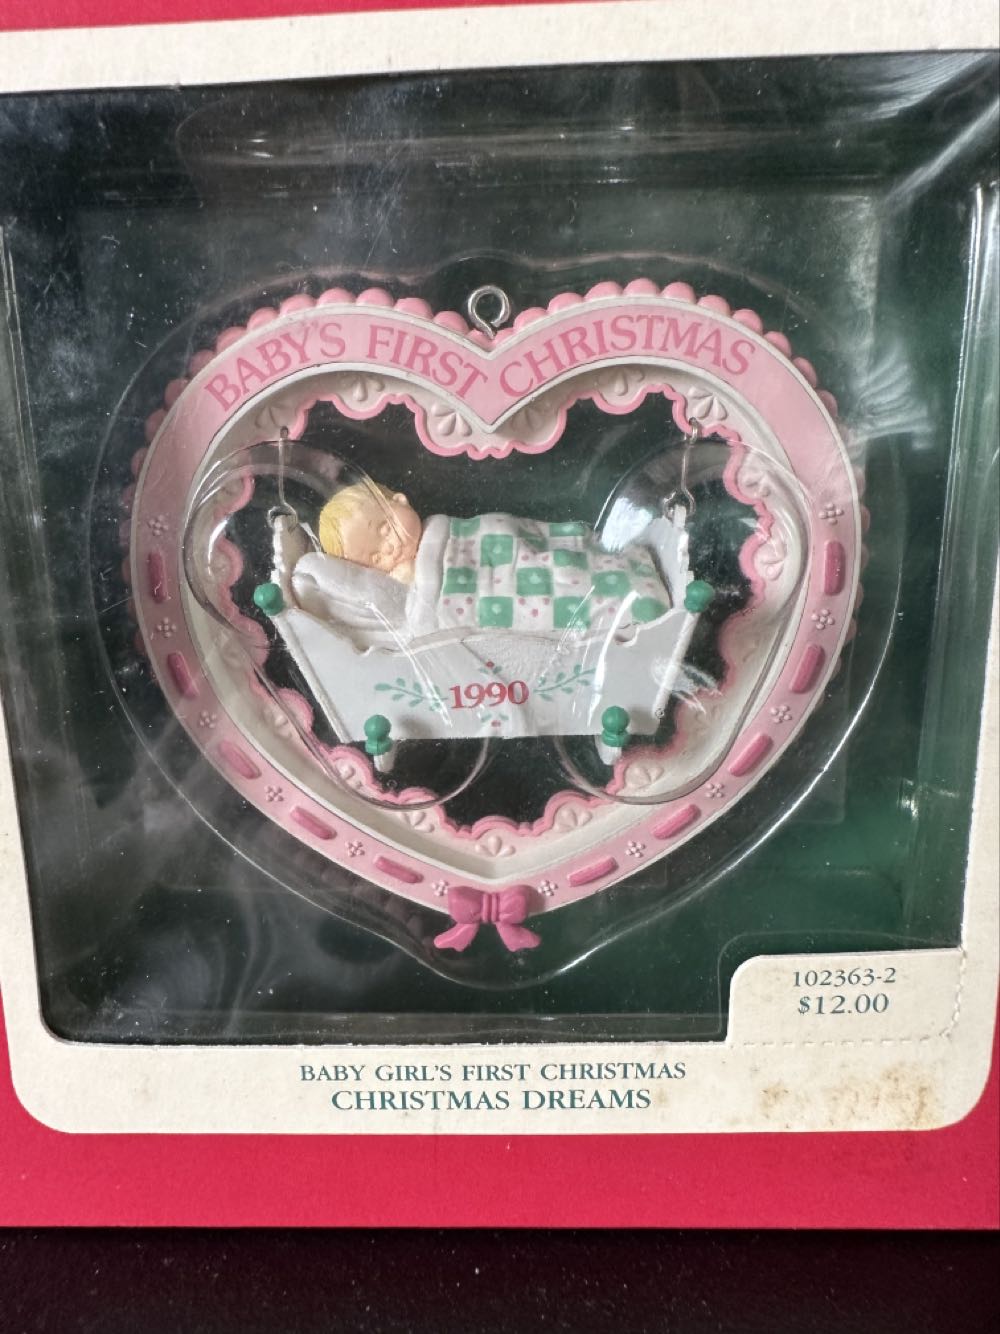 BABY'S FIRST CHRISTMAS
1990
102363-2
$12.00
BABY GIRL'S FIRST CHRISTMAS
CHRISTMAS DREAMS